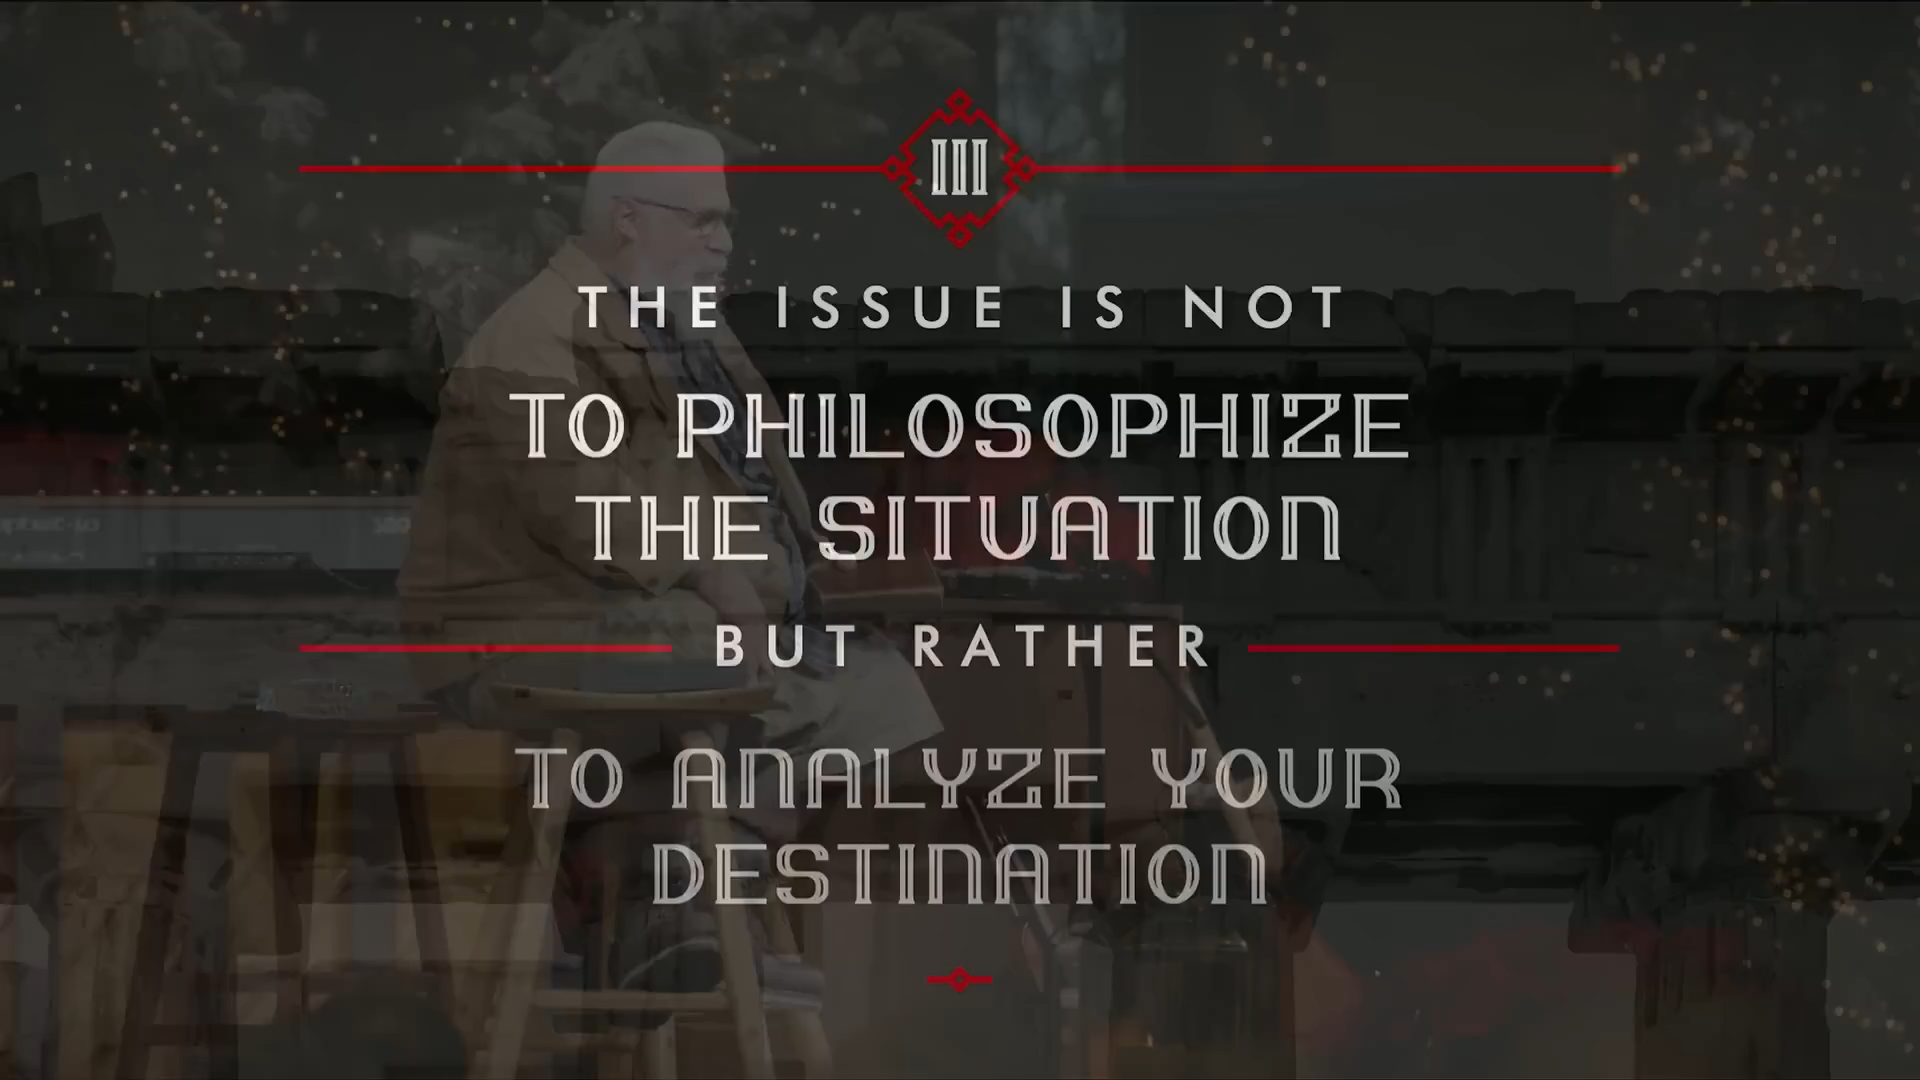 III
THE ISSUE IS NOT
TO PHILOSOPHIZE
THE SITUATION
BUT RATHER
TO ANALYZE YOUR
DESTINATION